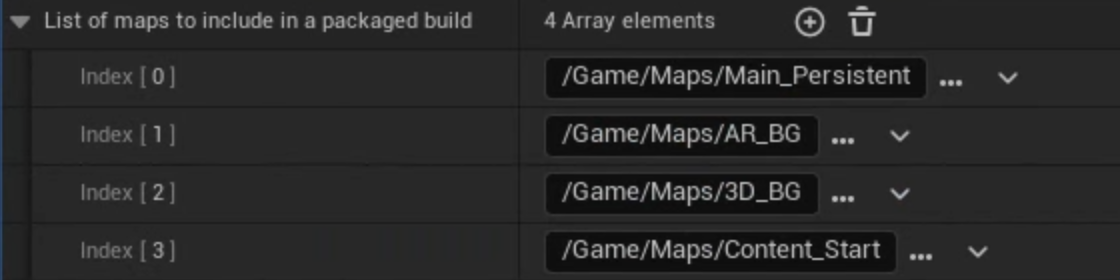 List of maps to include in a packaged build 4 Array elements
Index [ 0 ] /Game/Maps/Main_Persistent ...
Index [ 1 ] /Game/Maps/AR_BG ...
Index [ 2 ] /Game/Maps/3D_BG ...
Index [ 3 ] /Game/Maps/Content_Start ...